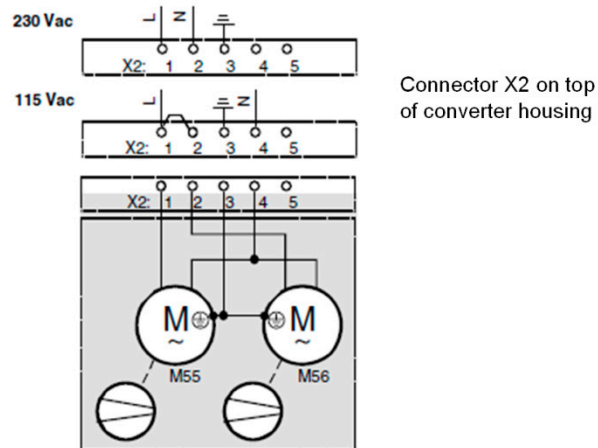 230 Vac
L N
X2: 1 2 3 4 5
Connector X2 on top
of converter housing
115 Vac
L N
X2: 1 2 3 4 5
X2: 1 2 3 4 5
M ~ M ~
M55 M56